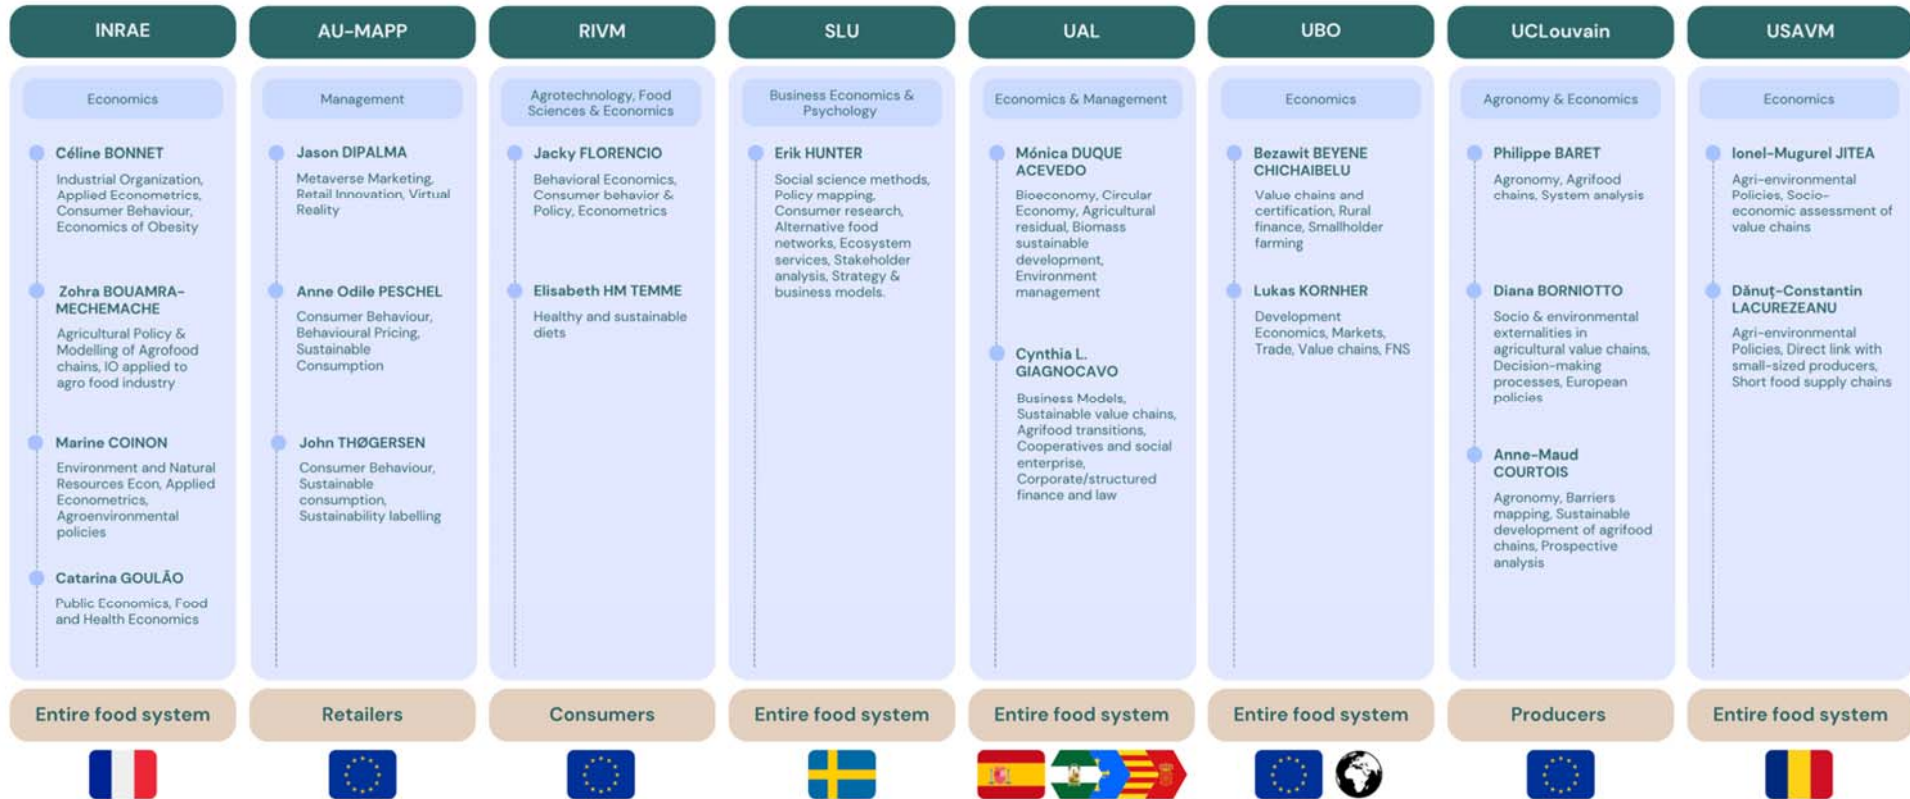 INRAE
Economics
Céline BONNET
Industrial Organization,
Applied Econometrics,
Consumer Behaviour,
Economics of Obesity
Zohra BOUAMRA-
MECHEMACHE
Agricultural Policy &
Modelling of Agrofood
chains, IO applied to
agro food industry
Marine COINON
Environment and Natural
Resources Econ, Applied
Econometrics,
Agroenvironmental
policies
Catarina GOULÃO
Public Economics, Food
and Health Economics
Entire food system
AU-MAPP
Management
Jason DIPALMA
Metaverse Marketing,
Retail Innovation, Virtual
Reality
Anne Odile PESCHEL
Consumer Behaviour,
Behavioural Pricing,
Sustainable
Consumption
John THØGERSEN
Consumer Behaviour,
Sustainable
consumption,
Sustainability labelling
Retailers
RIVM
Agrotechnology, Food
Sciences & Economics
Jacky FLORENCIO
Behavioral Economics,
Consumer behavior &
Policy, Econometrics
Elisabeth HM TEMME
Healthy and sustainable
diets
Consumers
SLU
Business Economics &
Psychology
Erik HUNTER
Social science methods,
Policy mapping,
Consumer research,
Alternative food
networks, Ecosystem
services, Stakeholder
analysis, Strategy &
business models.
Entire food system
UAL
Economics & Management
Mónica DUQUE
ACEVEDO
Bioeconomy, Circular
Economy, Agricultural
residual, Biomass
sustainable
development,
Environment
management
Cynthia L.
GIAGNOCAVO
Business Models,
Sustainable value chains,
Agrifood transitions,
Cooperatives and social
enterprise,
Corporate/structured
finance and law
Entire food system
UBO
Economics
Bezawit BEYENE
CHICHAIBELU
Value chains and
certification, Rural
finance, Smallholder
farming
Lukas KORNHER
Development
Economics, Markets,
Trade, Value chains, FNS
Entire food system
UCLouvain
Agronomy & Economics
Philippe BARET
Agronomy, Agrifood
chains, System analysis
Diana BORNIOTTO
Socio & environmental
externalities in
agricultural value chains,
Decision-making
processes, European
policies
Anne-Maud
COURTOIS
Agronomy, Barriers
mapping, Sustainable
development of agrifood
chains, Prospective
analysis
Producers
USAVM
Economics
Ionel-Mugurel JITEA
Agri-environmental
Policies, Socio-
economic assessment of
value chains
Dănuț-Constantin
LACUREZEANU
Agri-environmental
Policies, Direct link with
small-sized producers,
Short food supply chains
Entire food system